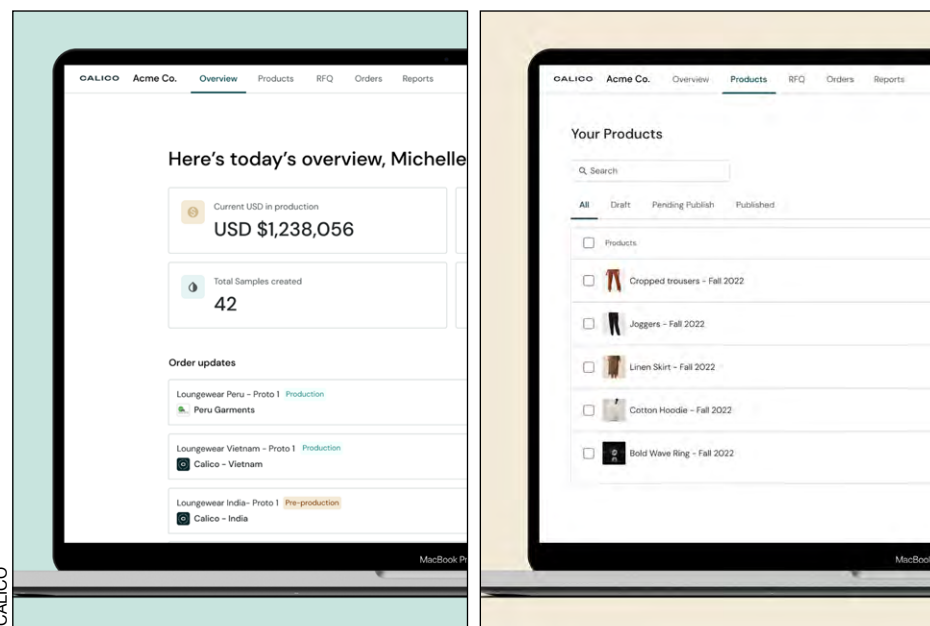 CALICO Acme Co. Overview Products RFQ Orders Reports
Here's today's overview, Michelle
Current USD in production
USD $1,238,056
Total Samples created
42
Order updates
Loungewear Peru - Proto 1 Production
Peru Garments
Loungewear Vietnam - Proto 1 Production
Calico - Vietnam
Loungewear India- Proto 1 Pre-production
Calico - India
MacBook Pr
CALICO Acme Co. Overview Products RFQ Orders Reports
Your Products
Search
All Draft Pending Publish Published
Products
Cropped trousers - Fall 2022
Joggers - Fall 2022
Linen Skirt - Fall 2022
Cotton Hoodie - Fall 2022
Bold Wave Ring - Fall 2022
MacBook
CALICO